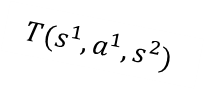 T(s¹, a¹, s²)